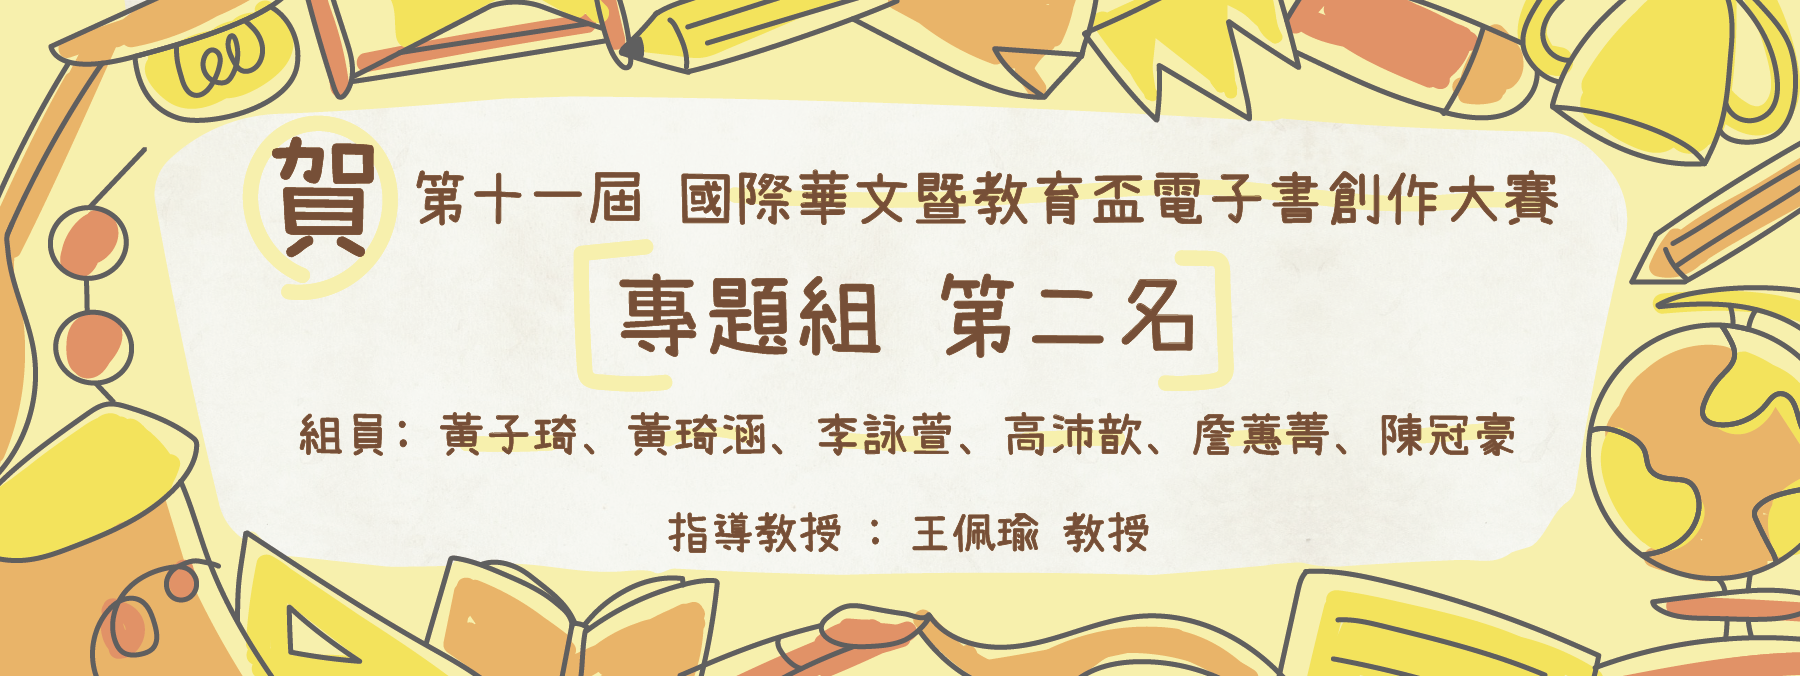 賀 第十一屆 國際華文暨教育盃電子書創作大賽
專題組 第二名
組員：黃子琦、黄琦涵、李詠萱、高沛歆、詹蕙菁、陳冠豪
指導教授 ： 王佩瑜 教授